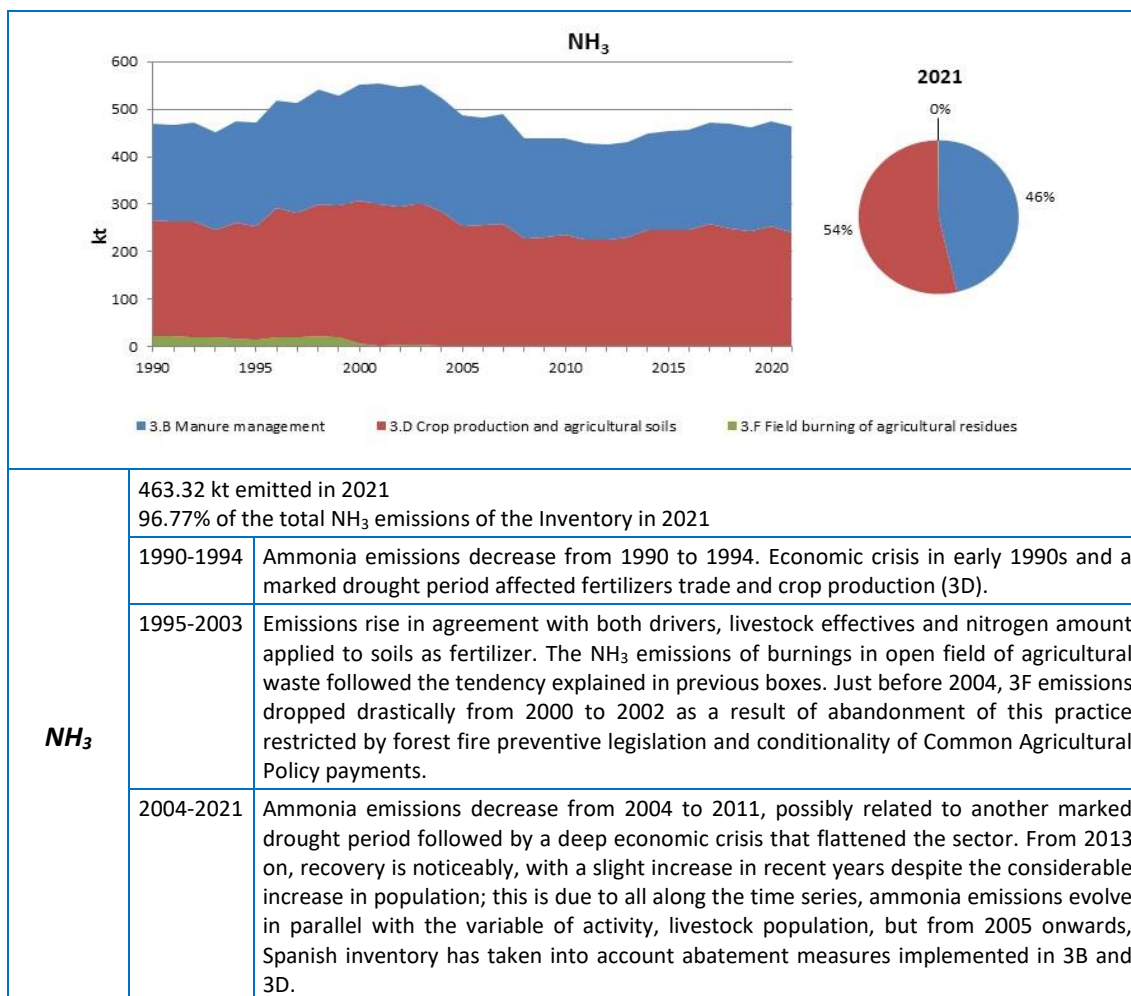 NH3
600
500
400
300
200
100
0
kt
1990
1995
2000
2005
2010
2015
2020
2021
0%
46%
54%
3.B Manure management
3.D Crop production and agricultural soils
3.F Field burning of agricultural residues
NH3
463.32 kt emitted in 2021
96.77% of the total NH3 emissions of the Inventory in 2021
1990-1994
Ammonia emissions decrease from 1990 to 1994. Economic crisis in early 1990s and a
marked drought period affected fertilizers trade and crop production (3D).
1995-2003
Emissions rise in agreement with both drivers, livestock effectives and nitrogen amount
applied to soils as fertilizer. The NH3 emissions of burnings in open field of agricultural
waste followed the tendency explained in previous boxes. Just before 2004, 3F emissions
dropped drastically from 2000 to 2002 as a result of abandonment of this practice
restricted by forest fire preventive legislation and conditionality of Common Agricultural
Policy payments.
2004-2021
Ammonia emissions decrease from 2004 to 2011, possibly related to another marked
drought period followed by a deep economic crisis that flattened the sector. From 2013
on, recovery is noticeably, with a slight increase in recent years despite the considerable
increase in population; this is due to all along the time series, ammonia emissions evolve
in parallel with the variable of activity, livestock population, but from 2005 onwards,
Spanish inventory has taken into account abatement measures implemented in 3B and
3D.